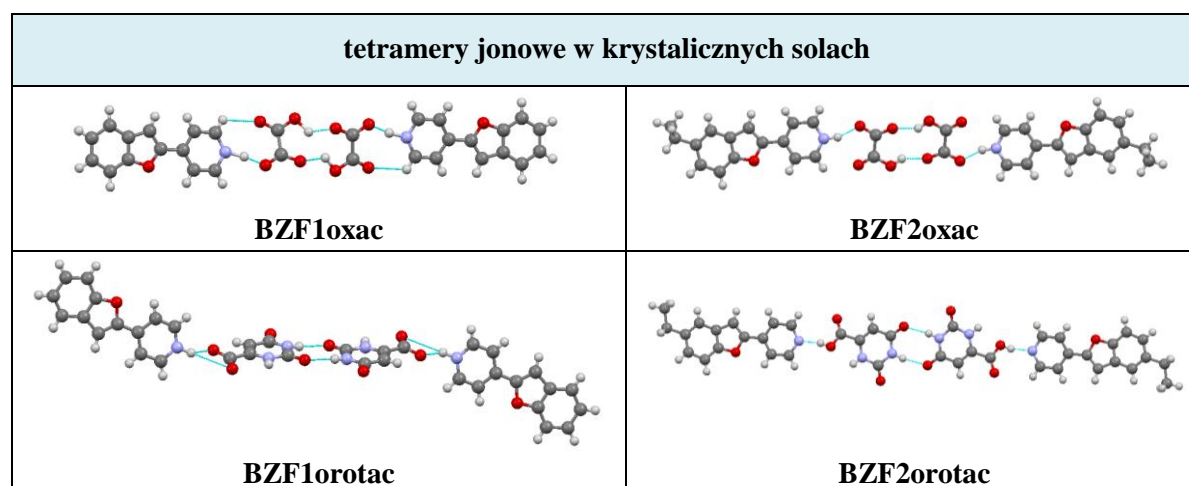 tetramery jonowe w krystalicznych solach
BZF1oxac
BZF2oxac
BZF1orotac
BZF2orotac